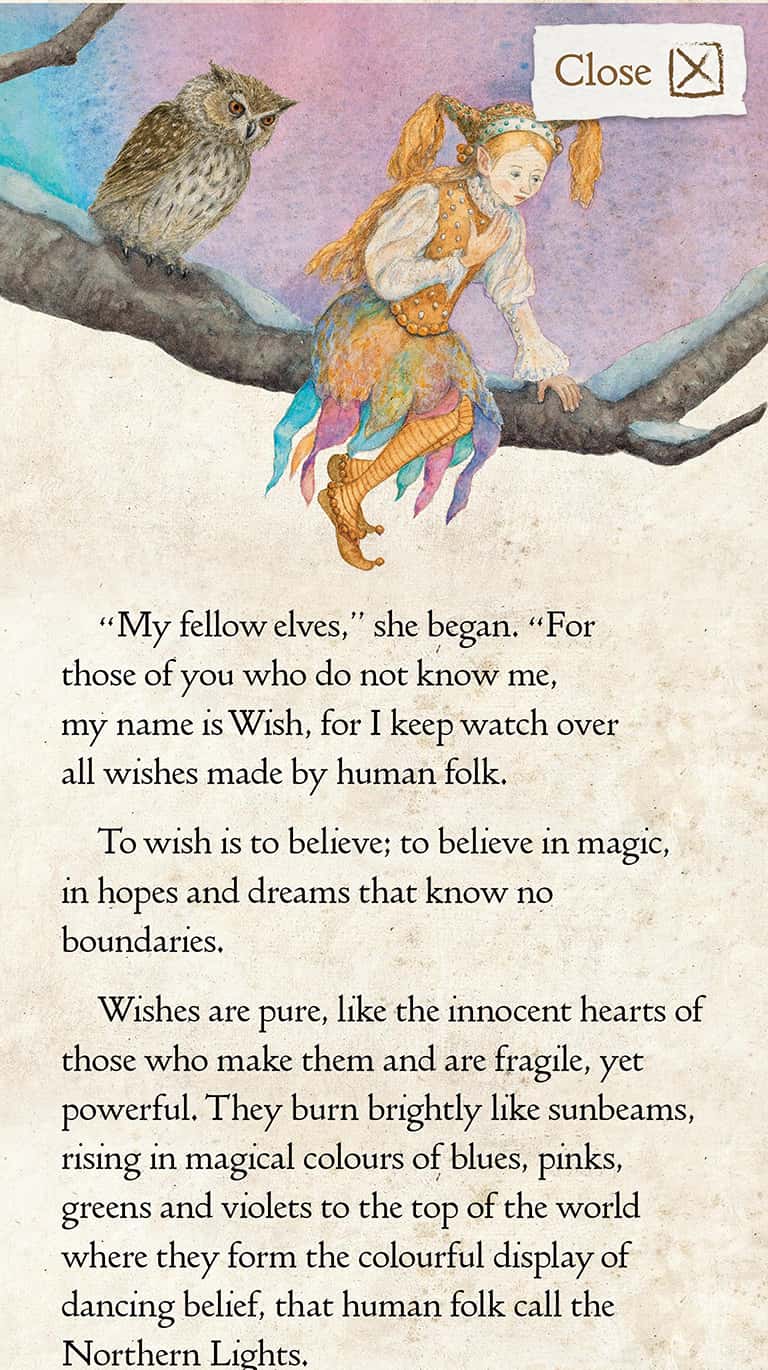 Close
“My fellow elves,” she began. “For
those of you who do not know me,
my name is Wish, for I keep watch over
all wishes made by human folk.
To wish is to believe; to believe in magic,
in hopes and dreams that know no
boundaries.
Wishes are pure, like the innocent hearts of
those who make them and are fragile, yet
powerful. They burn brightly like sunbeams,
rising in magical colours of blues, pinks,
greens and violets to the top of the world
where they form the colourful display of
dancing belief, that human folk call the
Northern Lights.